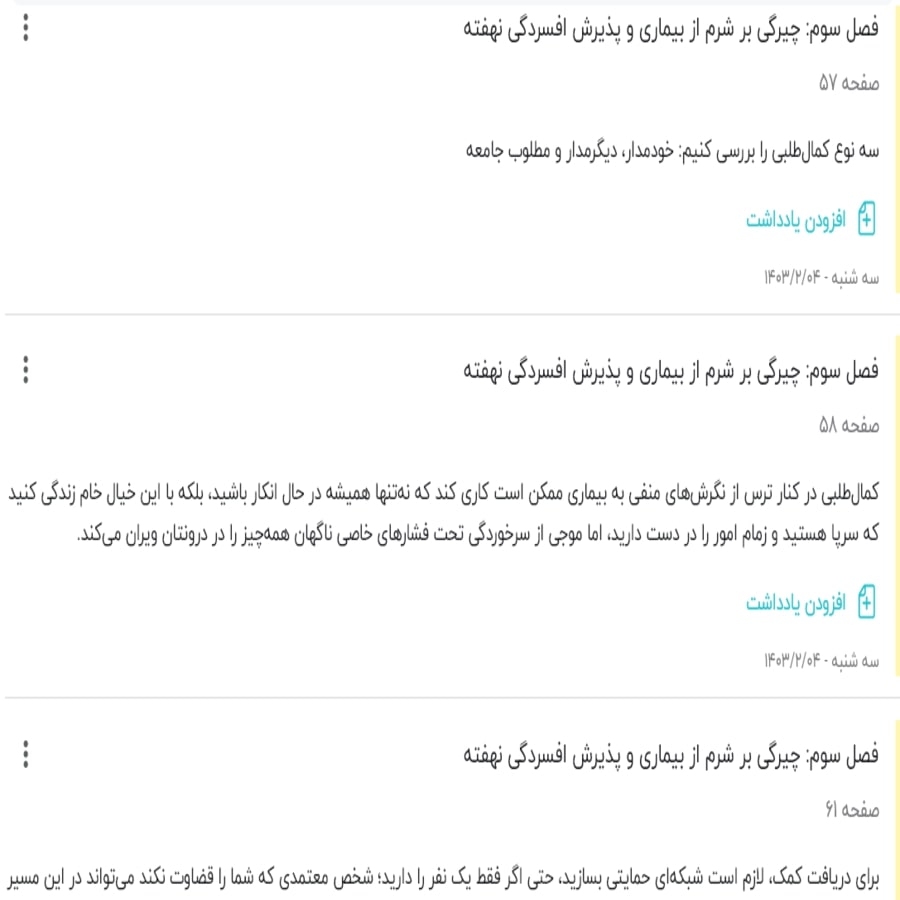 فصل سوم: چیرگی بر شرم از بیماری و پذیرش افسردگی نهفته
صفحه ۵۷
سه نوع کمال‌طلبی را بررسی کنیم: خودمدار، دیگرمدار و مطلوب جامعه
افزودن یادداشت
سه شنبه - ۱۴۰۳/۲/۰۴
فصل سوم: چیرگی بر شرم از بیماری و پذیرش افسردگی نهفته
صفحه ۵۸
کمال‌طلبی در کنار ترس از نگرش‌های منفی به بیماری ممکن است کاری کند که نه‌تنها همیشه در حال انکار باشید، بلکه با این خیال خام زندگی کنید
که سرپا هستید و زمام امور را در دست دارید، اما موجی از سرخوردگی تحت فشارهای خاصی ناگهان همه‌چیز را در درونتان ویران می‌کند.
افزودن یادداشت
سه شنبه - ۱۴۰۳/۲/۰۴
فصل سوم: چیرگی بر شرم از بیماری و پذیرش افسردگی نهفته
صفحه ۶۱
برای دریافت کمک، لازم است شبکه‌ای حمایتی بسازید، حتی اگر فقط یک نفر را دارید؛ شخص معتمدی که شما را قضاوت نکند می‌تواند در این مسیر